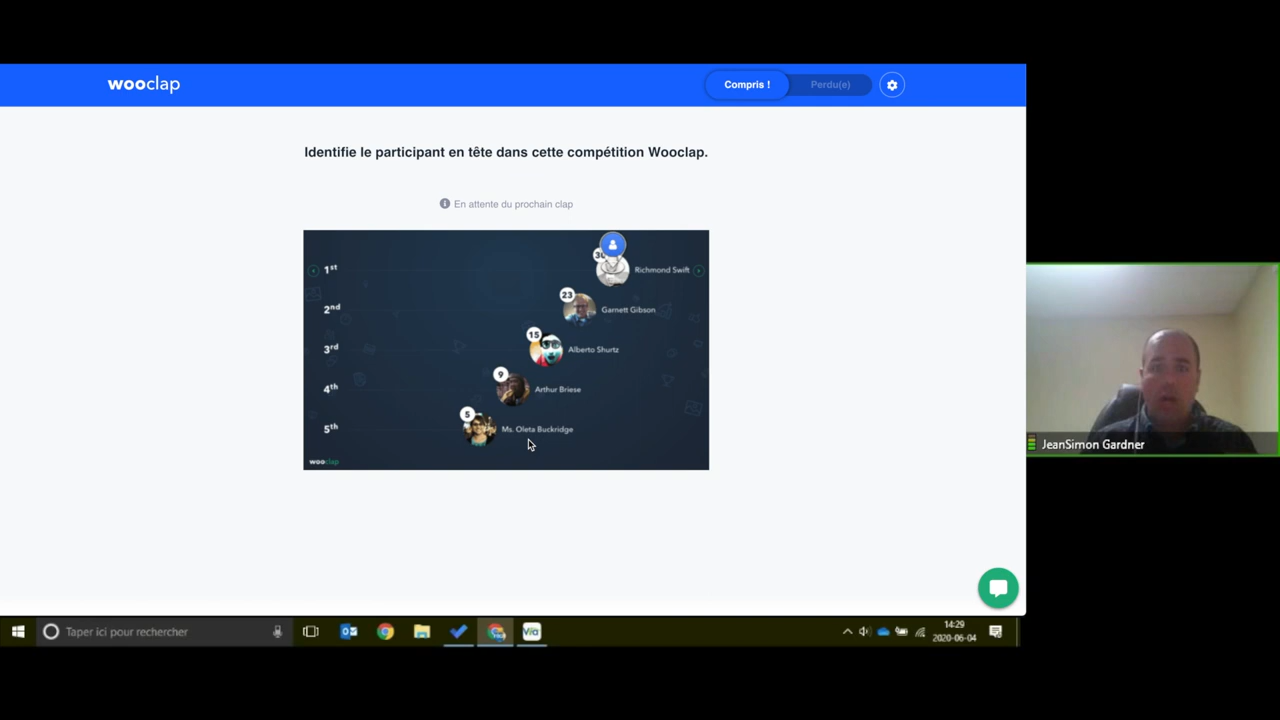 wooclap
Compris !
Perdu(e)
Identifie le participant en tête dans cette compétition Wooclap.
En attente du prochain clap
1st
Richmond Swift
2nd
23
Garnett Gibson
3rd
15
Alberto Shurtz
4th
9
Arthur Briese
5th
5
Ms. Oleta Buckridge
wooclap
JeanSimon Gardner
Taper ici pour rechercher
Via
14:29
2020-06-04